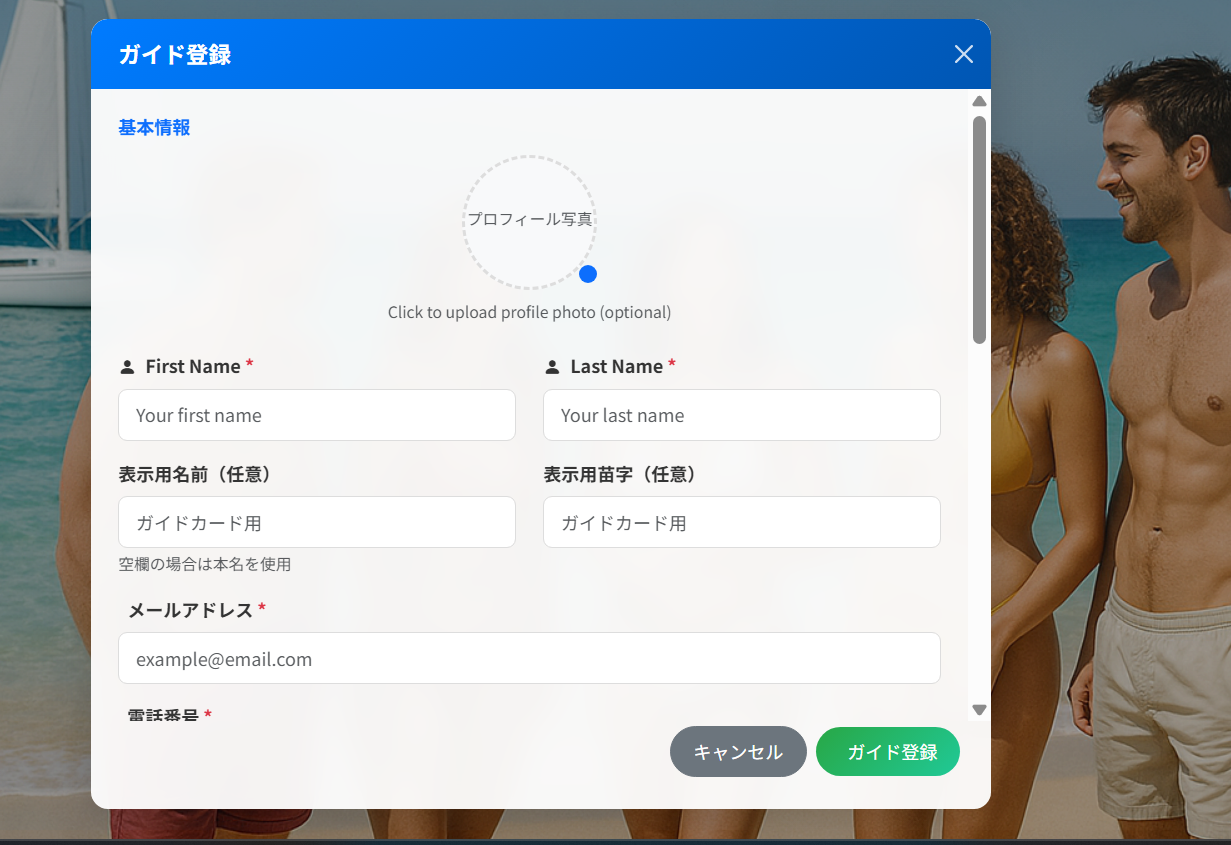 ガイド登録
基本情報
プロフィール写真
Click to upload profile photo (optional)
First Name *
Last Name *
Your first name
Your last name
表示用名前（任意）
表示用苗字（任意）
ガイドカード用
ガイドカード用
空欄の場合は本名を使用
メールアドレス *
example@email.com
電話番号 *
キャンセル
ガイド登録